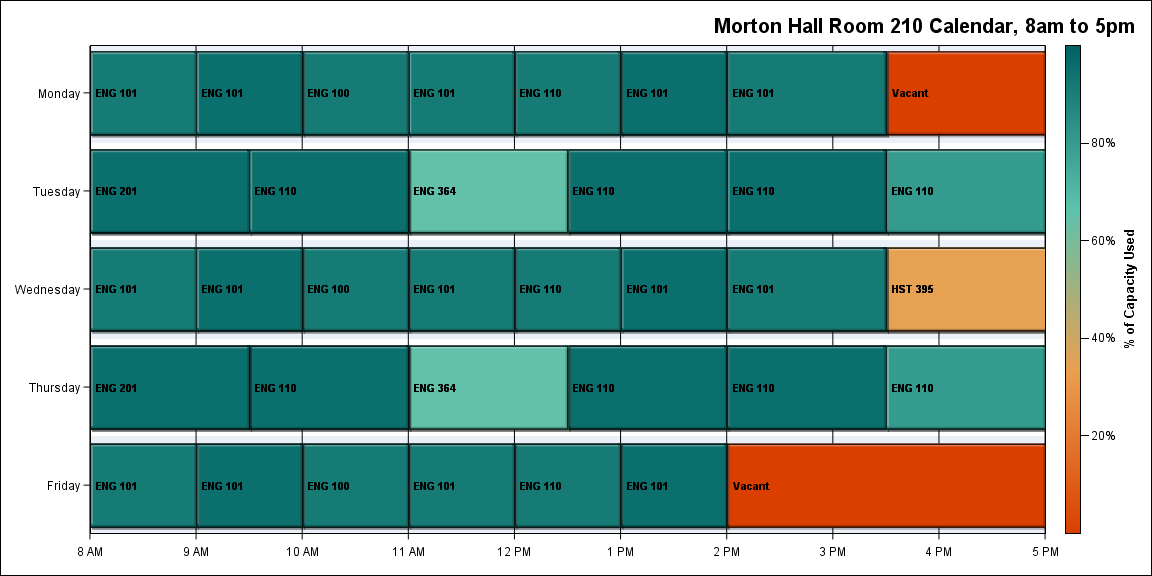 Morton Hall Room 210 Calendar, 8am to 5pm
Monday ENG 101 ENG 101 ENG 100 ENG 101 ENG 110 ENG 101 ENG 101 Vacant
Tuesday ENG 201 ENG 110 ENG 364 ENG 110 ENG 110 ENG 110
Wednesday ENG 101 ENG 101 ENG 100 ENG 101 ENG 110 ENG 101 ENG 101 HST 395
Thursday ENG 201 ENG 110 ENG 364 ENG 110 ENG 110 ENG 110
Friday ENG 101 ENG 101 ENG 100 ENG 101 ENG 110 ENG 101 Vacant
8 AM 9 AM 10 AM 11 AM 12 PM 1 PM 2 PM 3 PM 4 PM 5 PM
80%
60%
40%
20%
% of Capacity Used